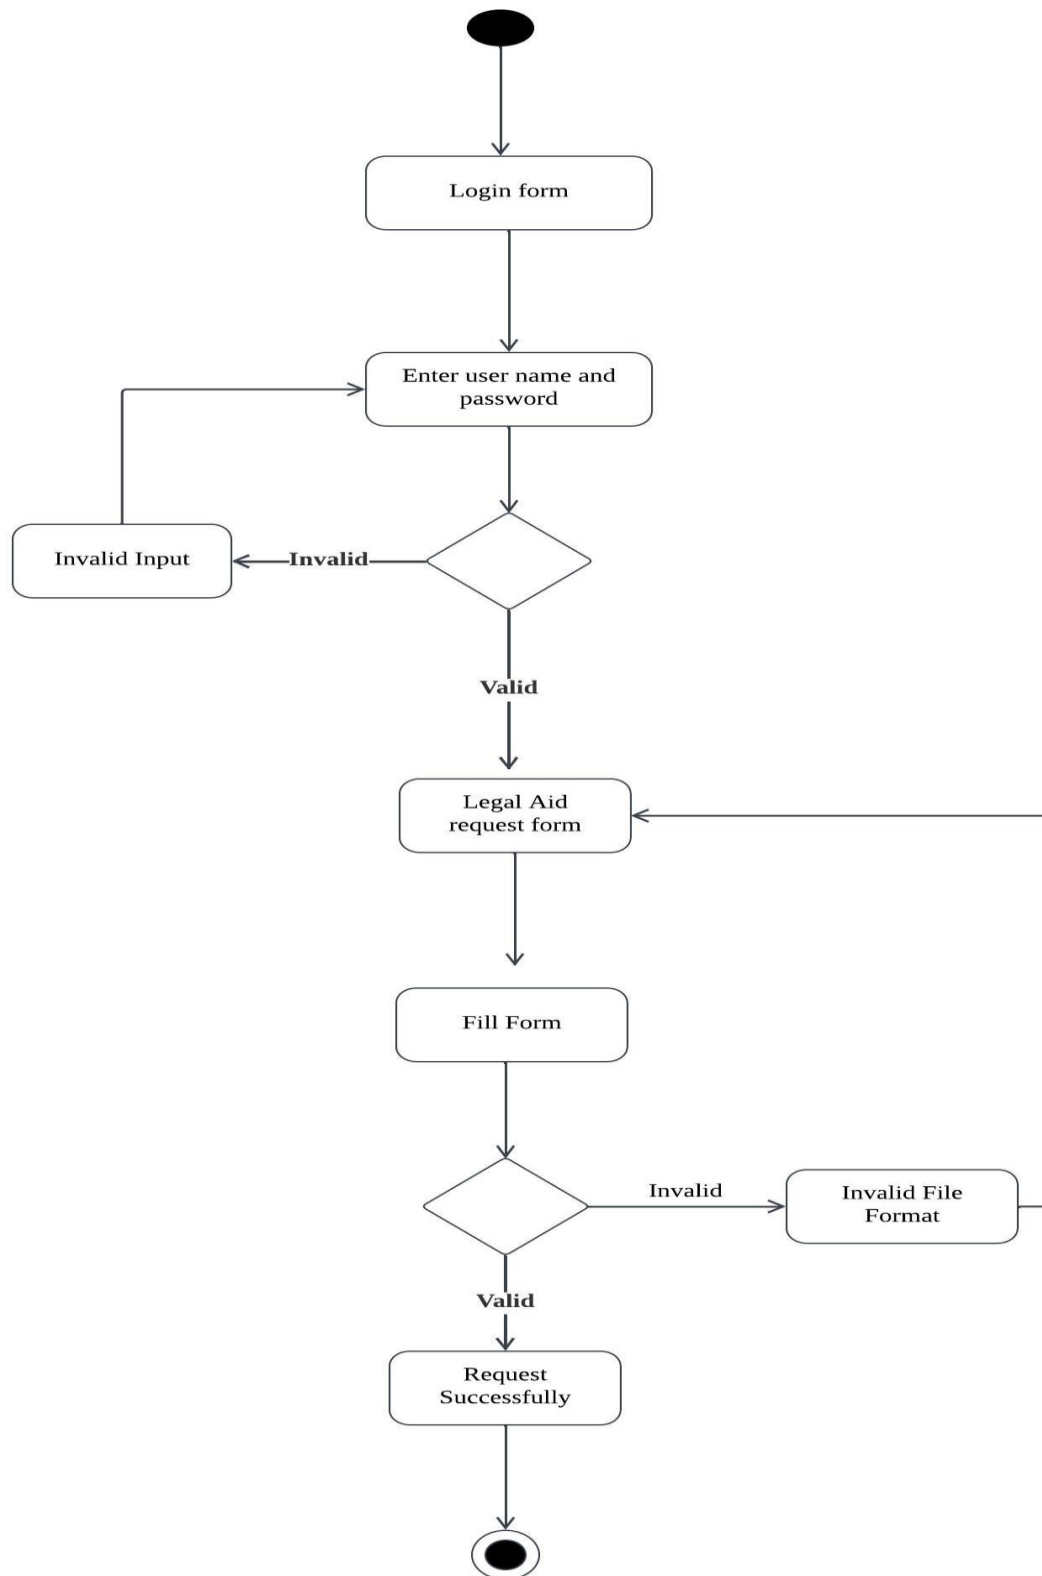 Login form
Enter user name and
password
Invalid Input
Invalid
Valid
Legal Aid
request form
Fill Form
Invalid
Invalid File
Format
Valid
Request
Successfully